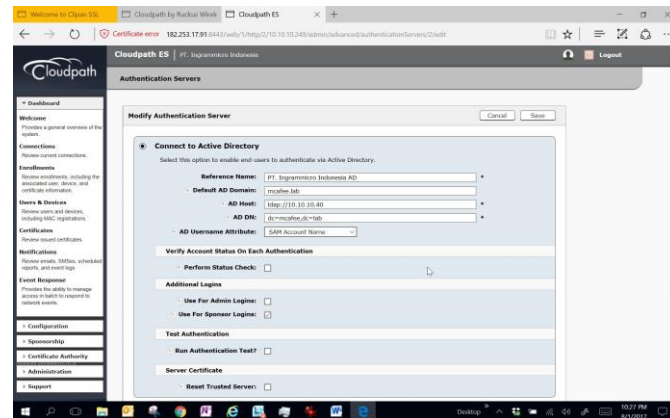 Welcome to Clipan SSL
Cloudpath by Ruckus Wirel
Cloudpath ES
Certificate error
182.253.17.91:8443/web/1/http/2/10.10.10.249/admin/advanced/authenticationServers/2/edit
Cloudpath
Cloudpath ES | PT. Ingrammicro Indonesia
Logout
Authentication Servers
Dashboard
Welcome
Provides a general overview of the
system.
Connections
Review current connections.
Enrollments
Review enrollments, including the
associated user, device, and
certificate information.
Users & Devices
Review users and devices,
including MAC registrations.
Certificates
Review issued certificates.
Notifications
Review emails, SMSes, scheduled
reports, and event logs.
Event Response
Provides the ability to manage
access in batch to respond to
network events.
Configuration
Sponsorship
Certificate Authority
Administration
Support
Modify Authentication Server
Cancel
Save
Connect to Active Directory
Select this option to enable end-users to authenticate via Active Directory.
Reference Name: PT. Ingrammicro Indonesia AD *
Default AD Domain: mcafee.lab
AD Host: ldap://10.10.10.40 *
AD DN: dc=mcafee,dc=lab *
AD Username Attribute: SAM Account Name
Verify Account Status On Each Authentication
Perform Status Check:
Additional Logins
Use For Admin Logins:
Use For Sponsor Logins:
Test Authentication
Run Authentication Test?
Server Certificate
Reset Trusted Server:
Desktop
10:27 PM
8/1/2017